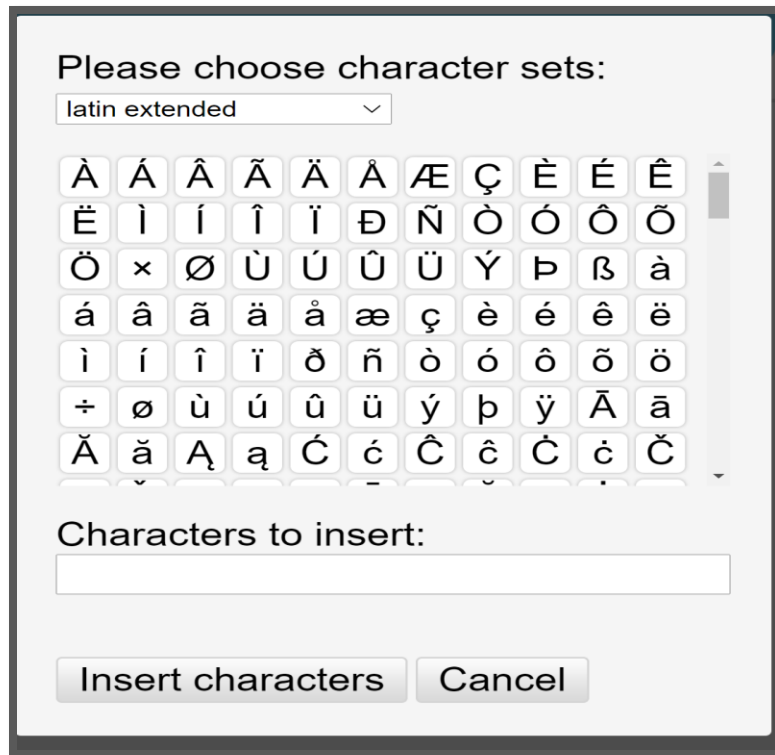 Please choose character sets:
latin extended
À Á Â Ã Ä Å Æ Ç È É Ê
Ë Ì Í Î Ï Ð Ñ Ò Ó Ô Õ
Ö × Ø Ù Ú Û Ü Ý Þ ß à
á â ã ä å æ ç è é ê ë
ì í î ï ð ñ ò ó ô õ ö
÷ ø ù ú û ü ý þ ÿ Ā ā
Ă ă Ą ą Ć ć Ĉ ĉ Ċ ċ Č
Characters to insert:
Insert characters Cancel